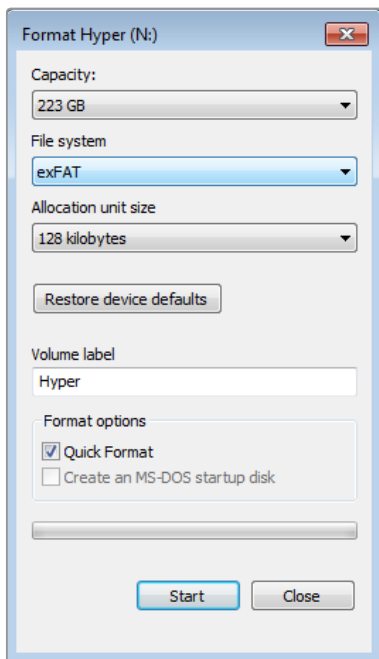 Format Hyper (N:)
Capacity:
223 GB
File system
exFAT
Allocation unit size
128 kilobytes
Restore device defaults
Volume label
Hyper
Format options
Quick Format
Create an MS-DOS startup disk
Start Close